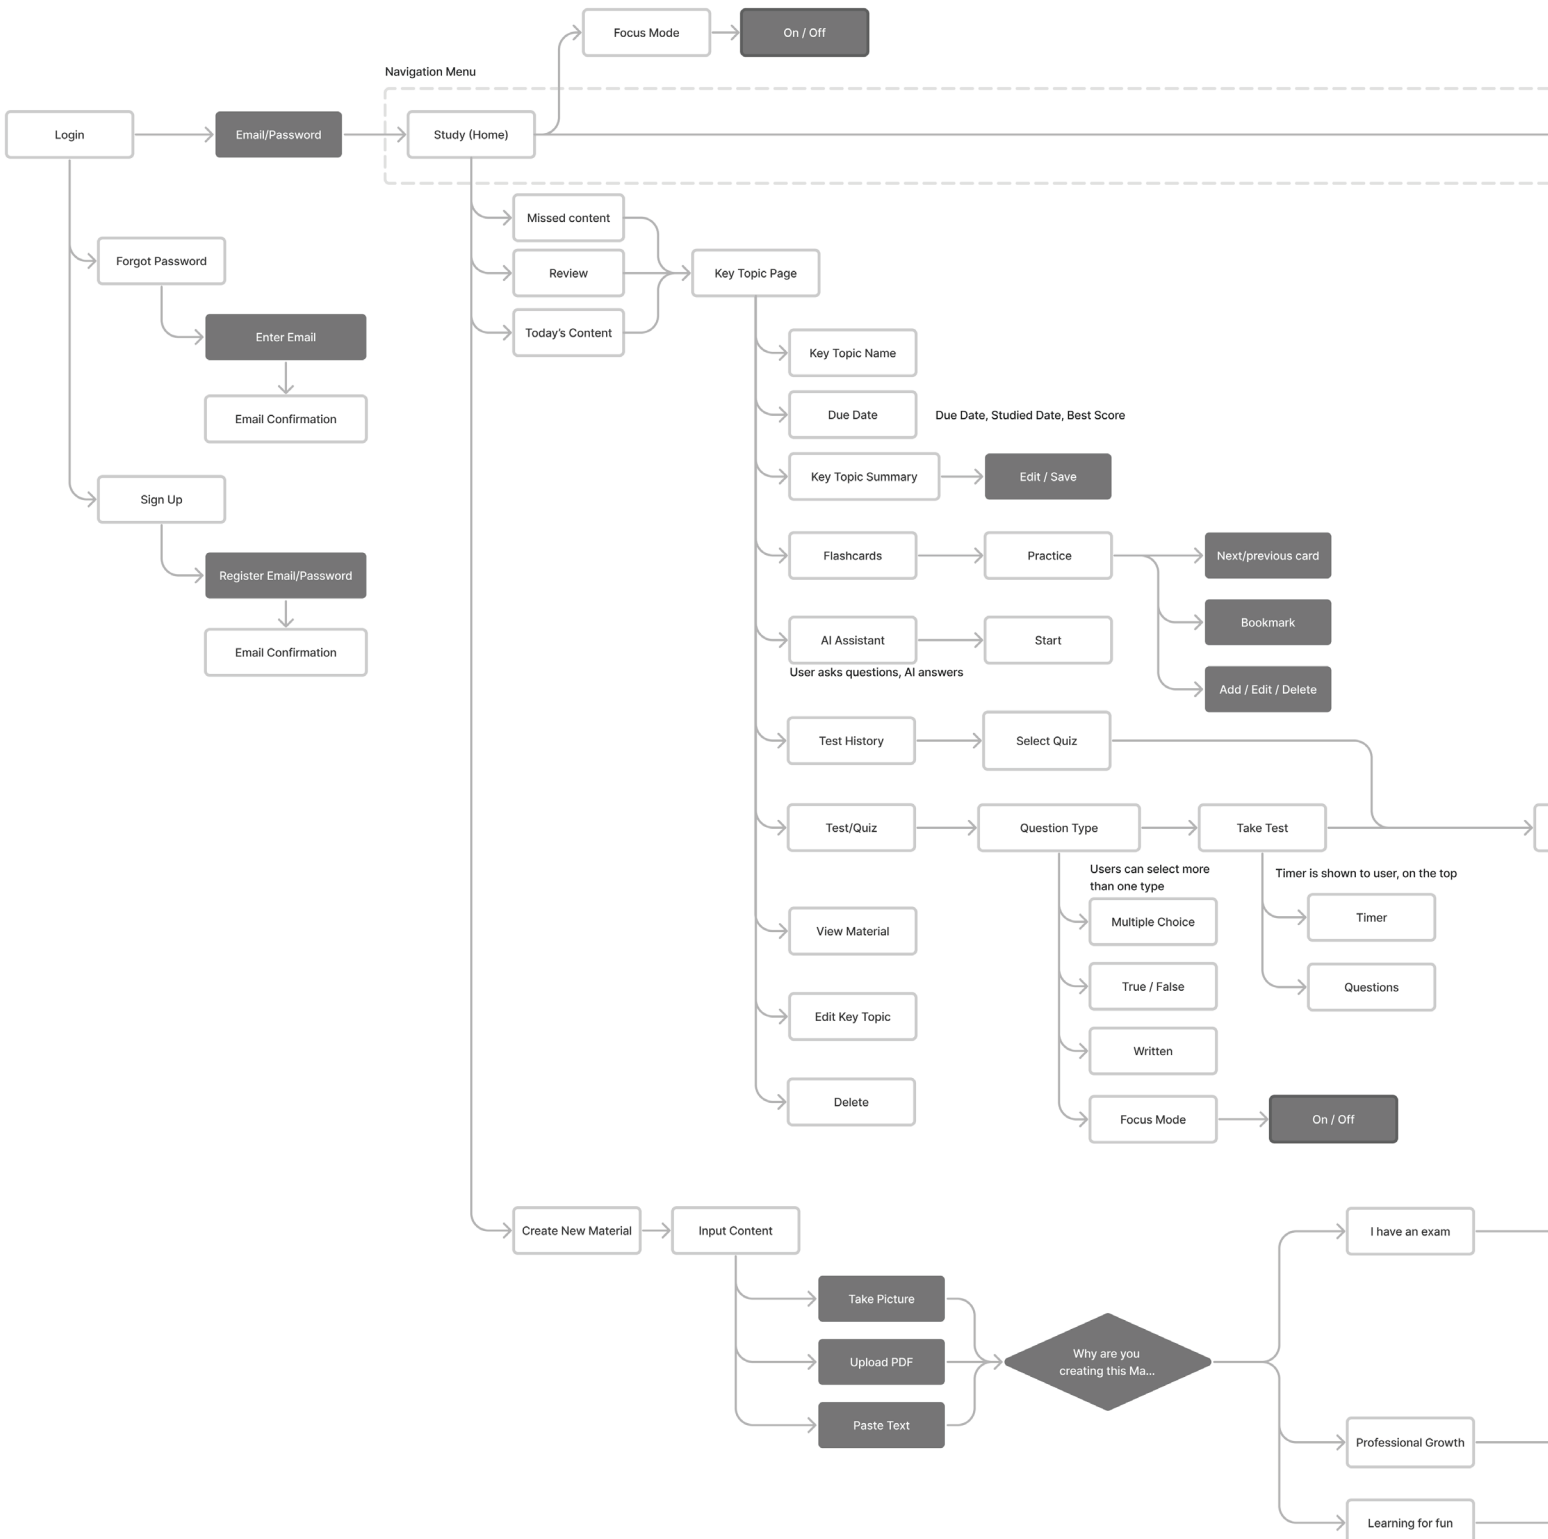 Focus Mode
On / Off
Navigation Menu
Login
Email/Password
Study (Home)
Missed content
Forgot Password
Review
Key Topic Page
Enter Email
Today's Content
Key Topic Name
Email Confirmation
Due Date
Due Date, Studied Date, Best Score
Key Topic Summary
Edit / Save
Sign Up
Flashcards
Practice
Next/previous card
Register Email/Password
Bookmark
Email Confirmation
AI Assistant
Start
User asks questions, AI answers
Add / Edit / Delete
Test History
Select Quiz
Test/Quiz
Question Type
Take Test
Users can select more
than one type
Timer is shown to user, on the top
Multiple Choice
Timer
View Material
True / False
Questions
Edit Key Topic
Written
Delete
Focus Mode
On / Off
Create New Material
Input Content
I have an exam
Take Picture
Upload PDF
Why are you
creating this Ma...
Paste Text
Professional Growth
Learning for fun